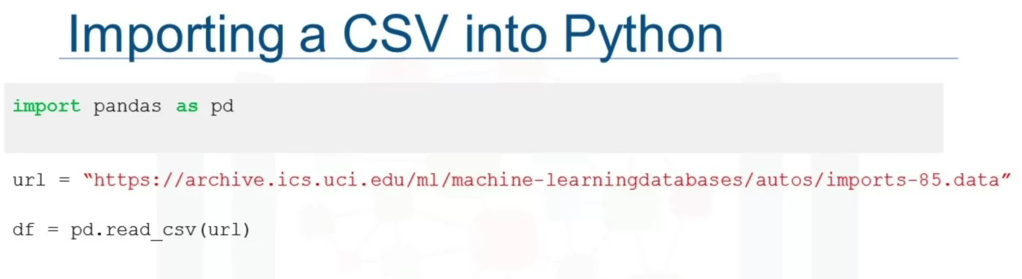 Importing a CSV into Python
import pandas as pd
url = “https://archive.ics.uci.edu/ml/machine-learningdatabases/autos/imports-85.data”
df = pd.read_csv(url)